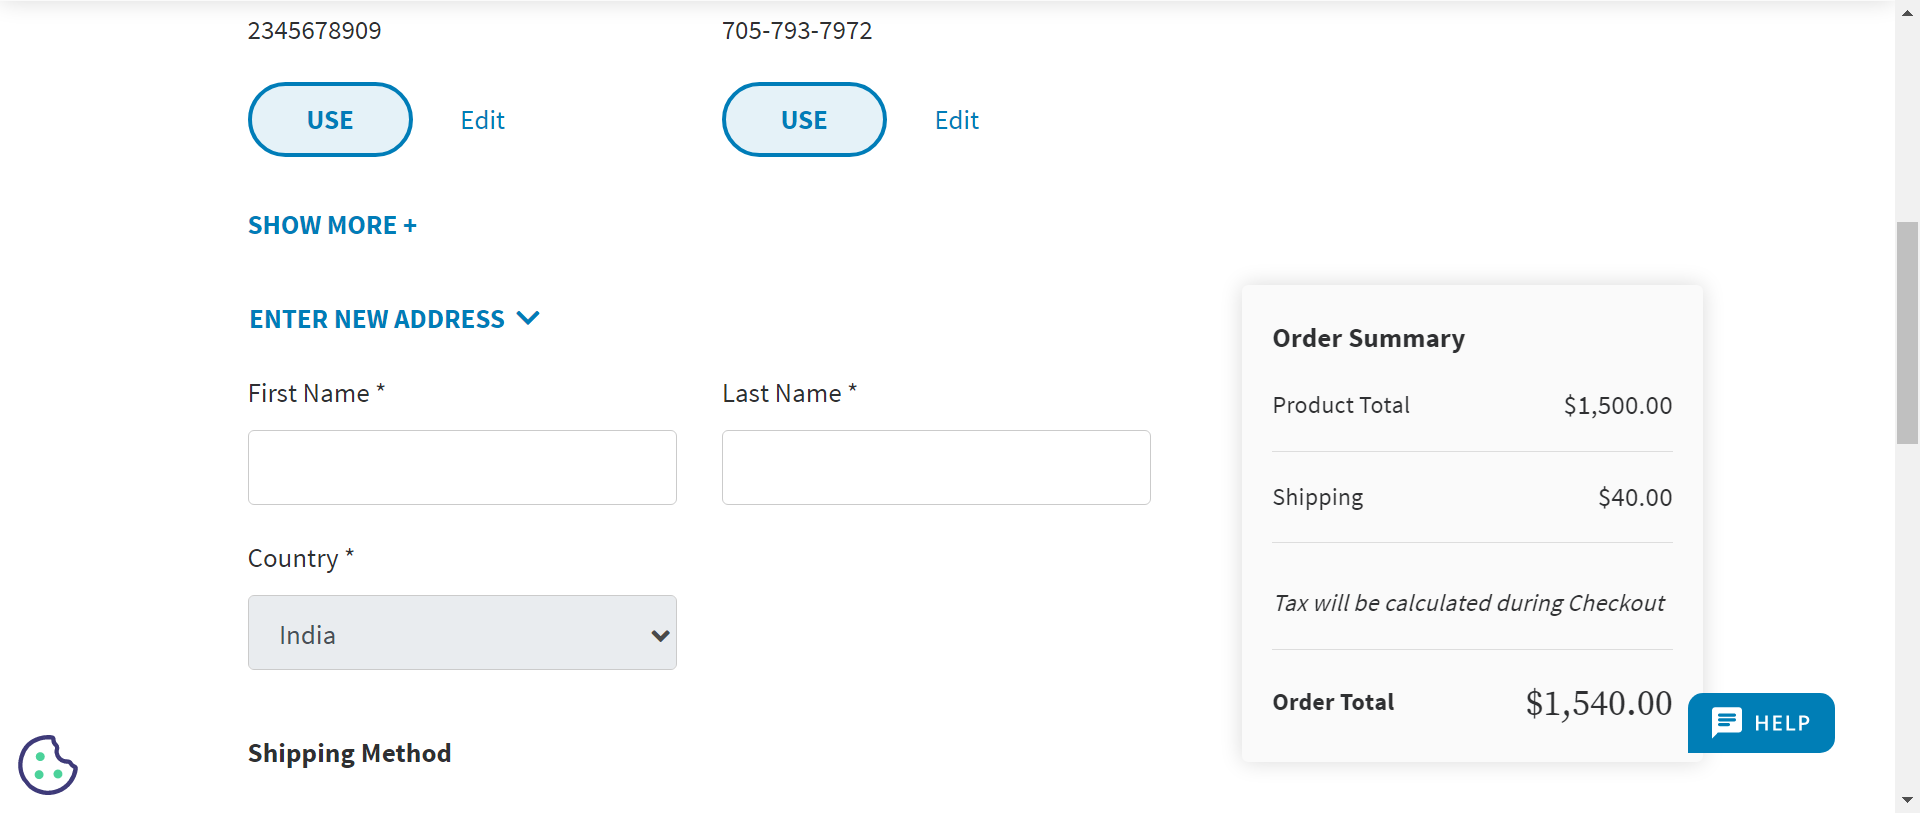 2345678909 705-793-7972
USE Edit USE Edit
SHOW MORE +
ENTER NEW ADDRESS
First Name * Last Name *
Country *
India
Shipping Method
Order Summary
Product Total $1,500.00
Shipping $40.00
Tax will be calculated during Checkout
Order Total $1,540.00
HELP